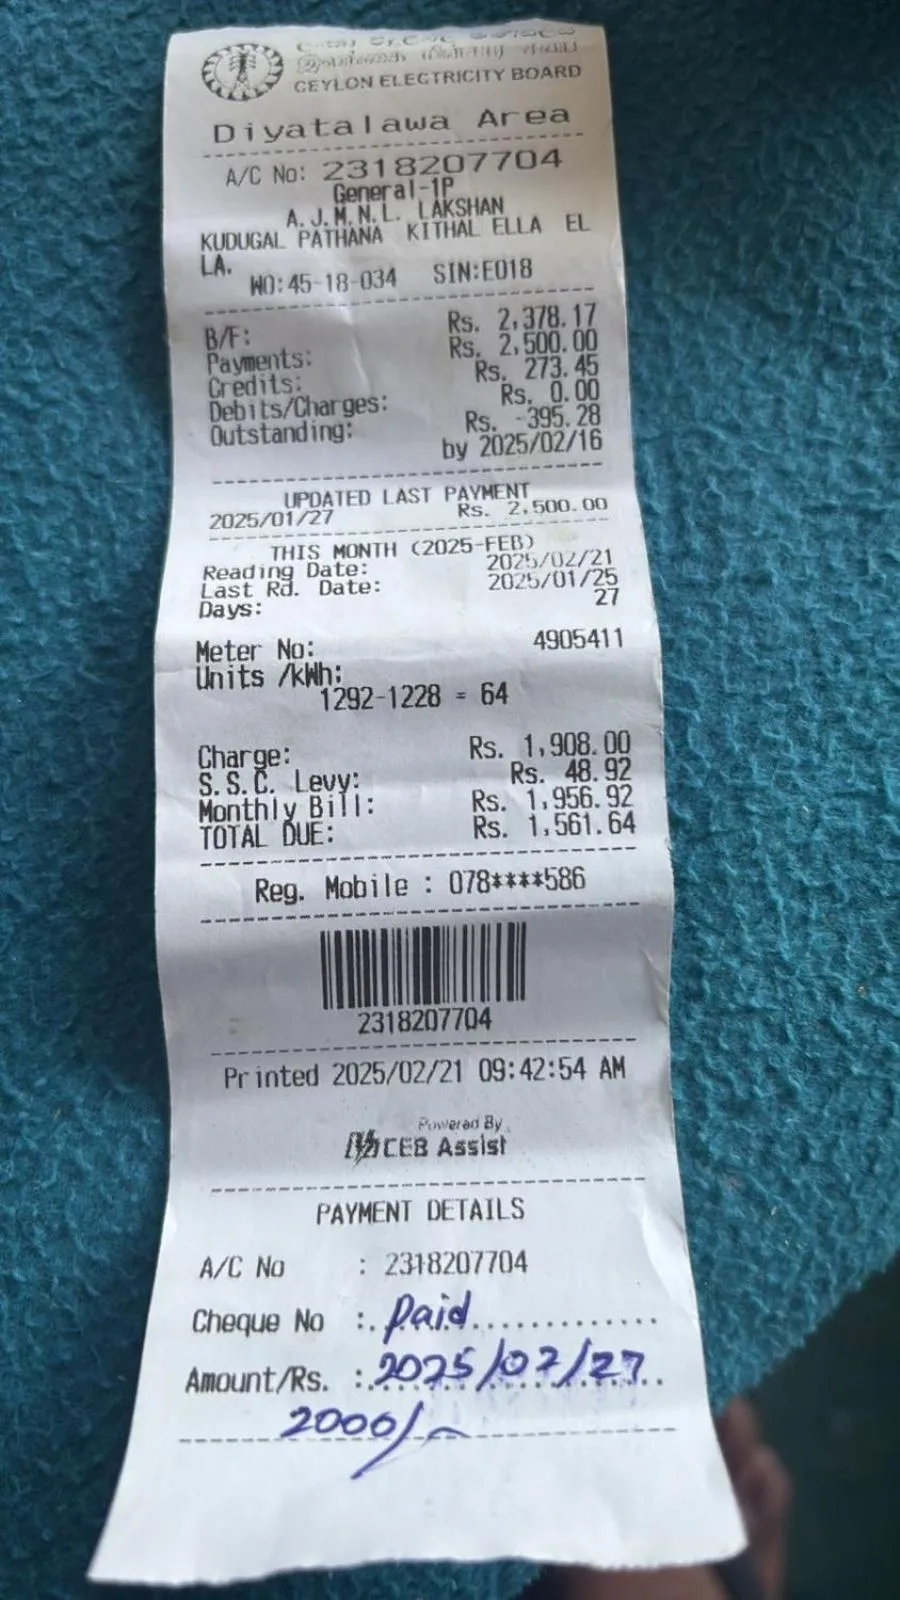 CEYLON ELECTRICITY BOARD
Diyatalawa Area
A/C No: 2318207704
General-1P
A.J.M.N.L. LAKSHAN
KUDUGAL PATHANA KITHAL ELLA EL
LA.
WO:45-18-034 SIN:E018
B/F: Rs. 2,378.17
Payments: Rs. 2,500.00
Credits: Rs. 273.45
Debits/Charges: Rs. 0.00
Outstanding: Rs. -395.28
by 2025/02/16
UPDATED LAST PAYMENT
2025/01/27 Rs. 2,500.00
THIS MONTH (2025-FEB)
Reading Date: 2025/02/21
Last Rd. Date: 2025/01/25
Days: 27
Meter No: 4905411
Units /kWh:
1292-1228 = 64
Charge: Rs. 1,908.00
S.S.C. Levy: Rs. 48.92
Monthly Bill: Rs. 1,956.92
TOTAL DUE: Rs. 1,561.64
Reg. Mobile : 078****586
2318207704
Printed 2025/02/21 09:42:54 AM
Powered By
CEB Assist
PAYMENT DETAILS
A/C No : 2318207704
Cheque No : Paid
Amount/Rs. : 2025/02/27
2000/-